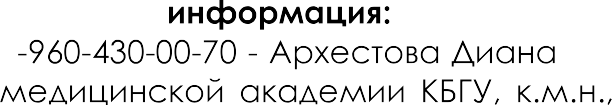 информация:
-960-430-00-70 - Архестова Диана
медицинской академии КБГУ, к.м.н.,